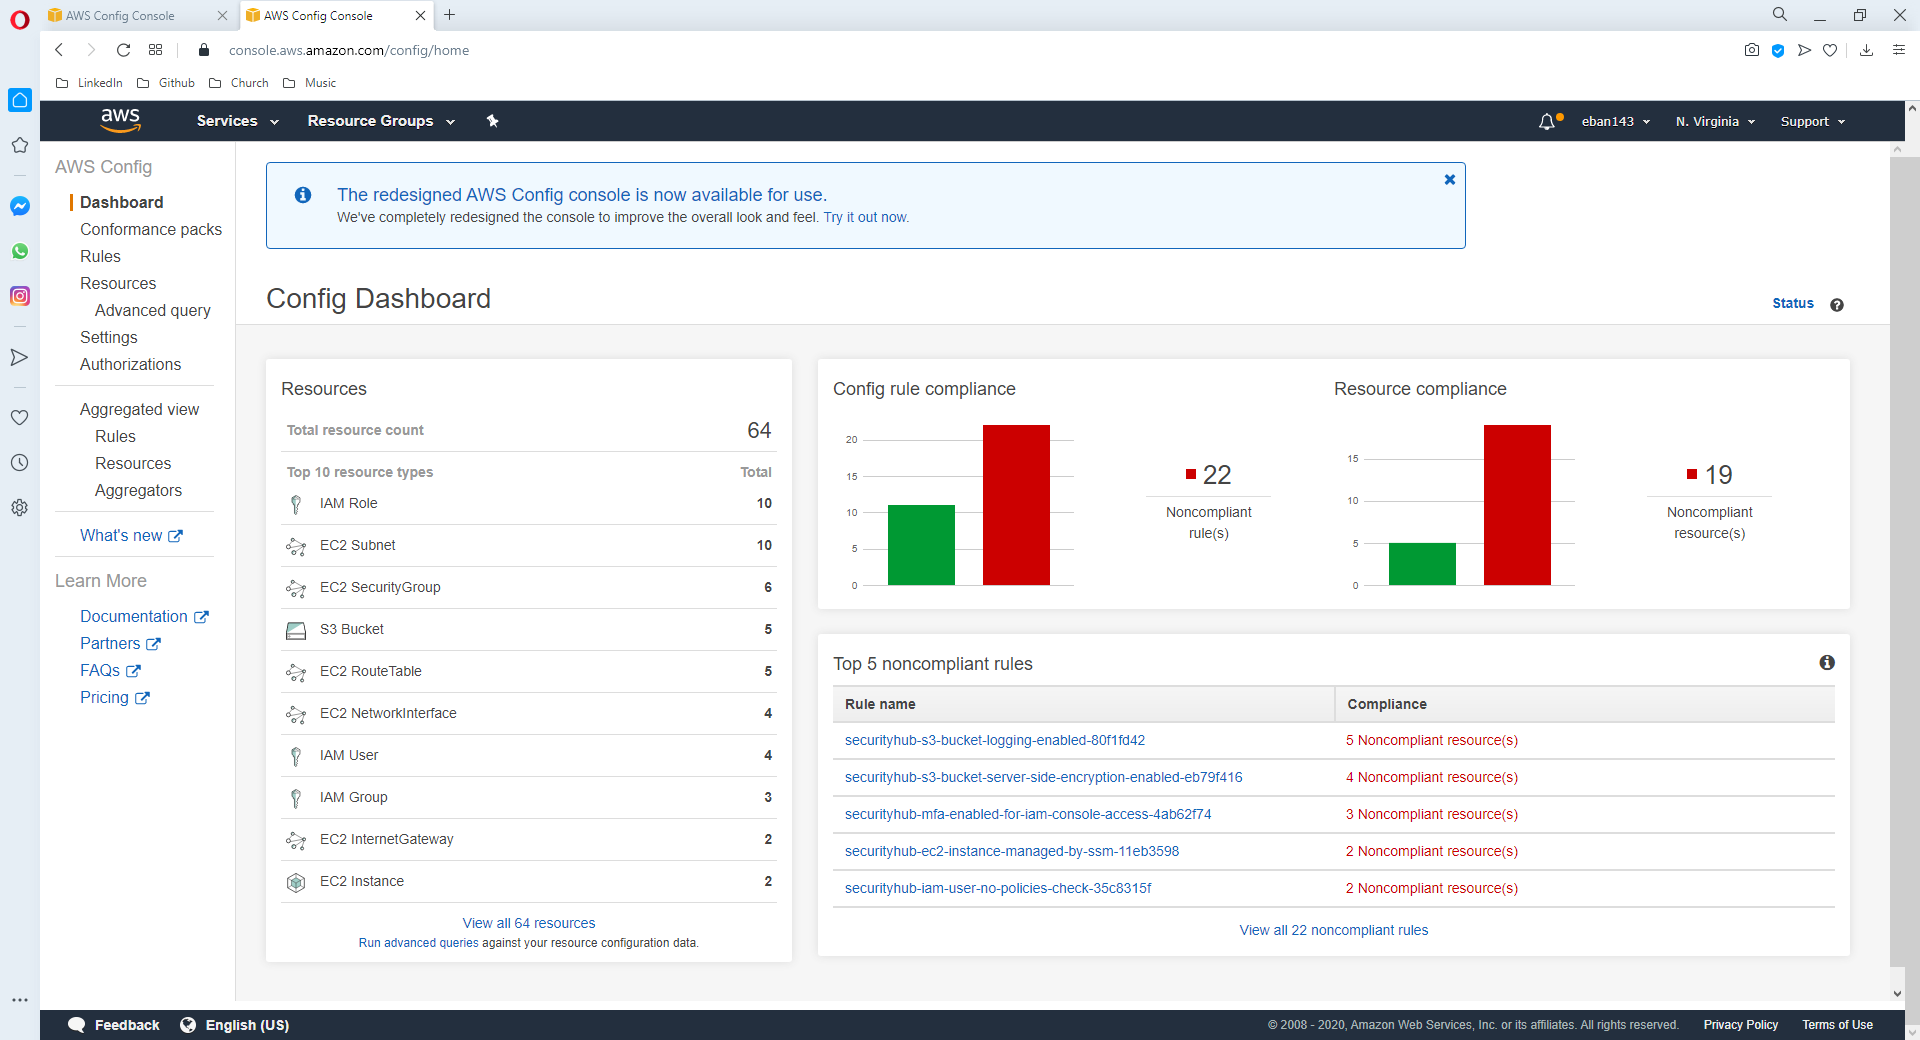 AWS Config Console
AWS Config Console
console.aws.amazon.com/config/home
LinkedIn Github Church Music
aws Services Resource Groups eban143 N. Virginia Support
AWS Config
Dashboard
Conformance packs
Rules
Resources
Advanced query
Settings
Authorizations
Aggregated view
Rules
Resources
Aggregators
What's new
Learn More
Documentation
Partners
FAQs
Pricing
The redesigned AWS Config console is now available for use.
We've completely redesigned the console to improve the overall look and feel. Try it out now.
Config Dashboard
Status
Resources
Total resource count 64
Top 10 resource types Total
IAM Role 10
EC2 Subnet 10
EC2 SecurityGroup 6
S3 Bucket 5
EC2 RouteTable 5
EC2 NetworkInterface 4
IAM User 4
IAM Group 3
EC2 InternetGateway 2
EC2 Instance 2
View all 64 resources
Run advanced queries against your resource configuration data.
Config rule compliance
20
15
10
5
0
22
Noncompliant
rule(s)
Resource compliance
15
10
5
0
19
Noncompliant
resource(s)
Top 5 noncompliant rules
Rule name Compliance
securityhub-s3-bucket-logging-enabled-80f1fd42 5 Noncompliant resource(s)
securityhub-s3-bucket-server-side-encryption-enabled-eb79f416 4 Noncompliant resource(s)
securityhub-mfa-enabled-for-iam-console-access-4ab62f74 3 Noncompliant resource(s)
securityhub-ec2-instance-managed-by-ssm-11eb3598 2 Noncompliant resource(s)
securityhub-iam-user-no-policies-check-35c8315f 2 Noncompliant resource(s)
View all 22 noncompliant rules
Feedback English (US) © 2008 - 2020, Amazon Web Services, Inc. or its affiliates. All rights reserved. Privacy Policy Terms of Use